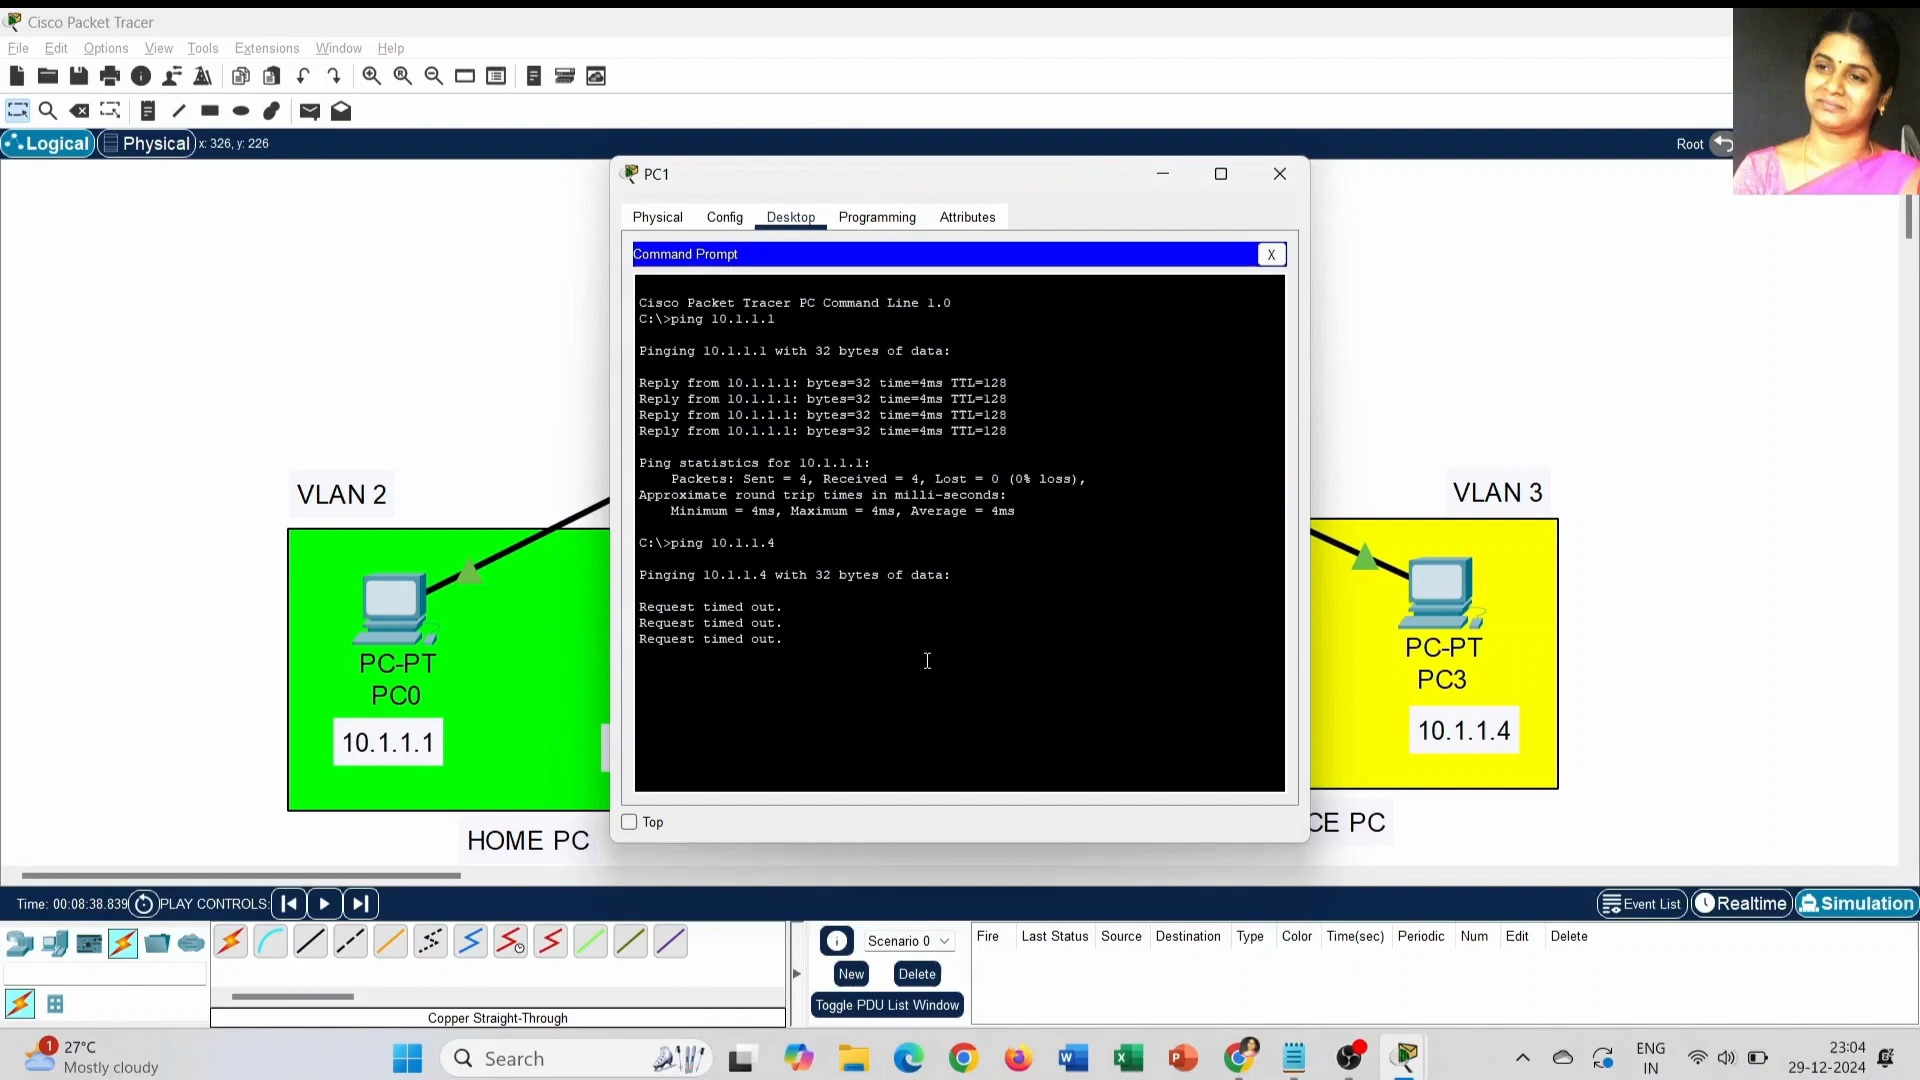 Cisco Packet Tracer
File Edit Options View Tools Extensions Window Help
Logical Physical x: 326, y: 226 Root
PC1
Physical Config Desktop Programming Attributes
Command Prompt X
Cisco Packet Tracer PC Command Line 1.0
C:\>ping 10.1.1.1
Pinging 10.1.1.1 with 32 bytes of data:
Reply from 10.1.1.1: bytes=32 time=4ms TTL=128
Reply from 10.1.1.1: bytes=32 time=4ms TTL=128
Reply from 10.1.1.1: bytes=32 time=4ms TTL=128
Reply from 10.1.1.1: bytes=32 time=4ms TTL=128
Ping statistics for 10.1.1.1:
Packets: Sent = 4, Received = 4, Lost = 0 (0% loss),
Approximate round trip times in milli-seconds:
Minimum = 4ms, Maximum = 4ms, Average = 4ms
C:\>ping 10.1.1.4
Pinging 10.1.1.4 with 32 bytes of data:
Request timed out.
Request timed out.
Request timed out.
Top
VLAN 2
PC-PT
PC0
10.1.1.1
HOME PC
VLAN 3
PC-PT
PC3
10.1.1.4
CE PC
Time: 00:08:38.839 PLAY CONTROLS: Event List Realtime Simulation
Scenario 0
New Delete
Toggle PDU List Window
Fire Last Status Source Destination Type Color Time(sec) Periodic Num Edit Delete
Copper Straight-Through
1
27°C
Mostly cloudy
Search
ENG
IN
23:04
29-12-2024